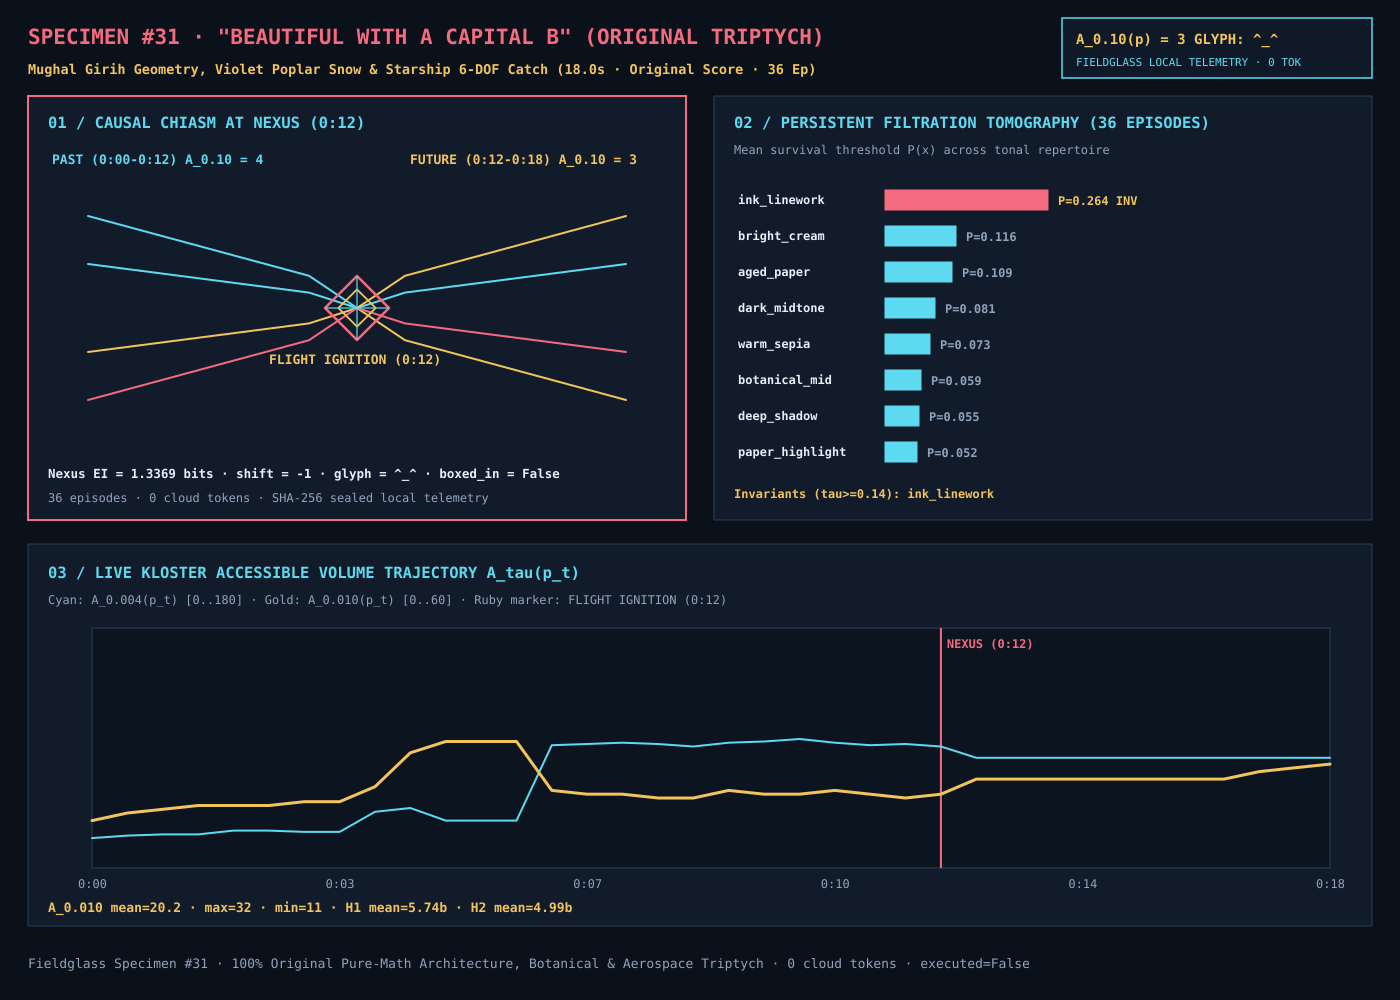 SPECIMEN #31 · "BEAUTIFUL WITH A CAPITAL B" (ORIGINAL TRIPTYCH)
Mughal Girih Geometry, Violet Poplar Snow & Starship 6-DOF Catch (18.0s · Original Score · 36 Ep)
A_0.10(p) = 3 GLYPH: ^_^
FIELDGLASS LOCAL TELEMETRY · 0 TOK
01 / CAUSAL CHIASM AT NEXUS (0:12)
PAST (0:00-0:12) A_0.10 = 4
FUTURE (0:12-0:18) A_0.10 = 3
FLIGHT IGNITION (0:12)
Nexus EI = 1.3369 bits · shift = -1 · glyph = ^_^ · boxed_in = False
36 episodes · 0 cloud tokens · SHA-256 sealed local telemetry
02 / PERSISTENT FILTRATION TOMOGRAPHY (36 EPISODES)
Mean survival threshold P(x) across tonal repertoire
ink_linework P=0.264 INV
bright_cream P=0.116
aged_paper P=0.109
dark_midtone P=0.081
warm_sepia P=0.073
botanical_mid P=0.059
deep_shadow P=0.055
paper_highlight P=0.052
Invariants (tau>=0.14): ink_linework
03 / LIVE KLOSTER ACCESSIBLE VOLUME TRAJECTORY A_tau(p_t)
Cyan: A_0.004(p_t) [0..180] · Gold: A_0.010(p_t) [0..60] · Ruby marker: FLIGHT IGNITION (0:12)
NEXUS (0:12)
0:00 0:03 0:07 0:10 0:14 0:18
A_0.010 mean=20.2 · max=32 · min=11 · H1 mean=5.74b · H2 mean=4.99b
Fieldglass Specimen #31 · 100% Original Pure-Math Architecture, Botanical & Aerospace Triptych · 0 cloud tokens · executed=False